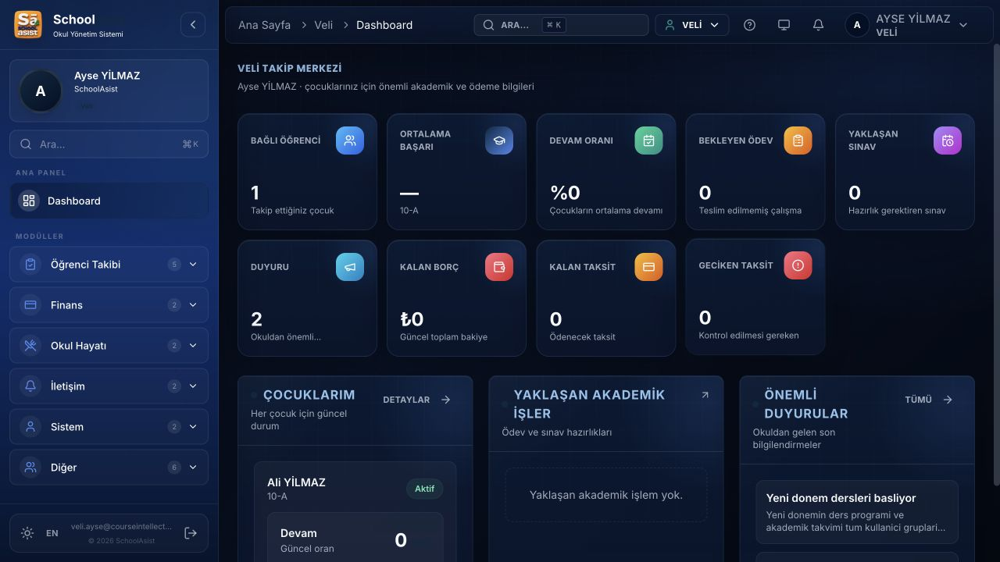 School
Okul Yönetim Sistemi
Ayse YİLMAZ
SchoolAsist
Veli
Ara...
⌘ K
ANA PANEL
Dashboard
MODÜLLER
Öğrenci Takibi
5
Finans
2
Okul Hayatı
2
İletişim
2
Sistem
2
Diğer
6
EN
veli.ayse@courseintellect...
© 2026 SchoolAsist
Ana Sayfa > Veli > Dashboard
ARA...
⌘ K
VELİ
A
AYSE YİLMAZ
VELİ
VELİ TAKİP MERKEZİ
Ayse YİLMAZ · çocuklarınız için önemli akademik ve ödeme bilgileri
BAĞLI ÖĞRENCİ
1
Takip ettiğiniz çocuk
ORTALAMA
BAŞARI
—
10-A
DEVAM ORANI
%0
Çocukların ortalama devamı
BEKLEYEN ÖDEV
0
Teslim edilmemiş çalışma
YAKLAŞAN
SINAV
0
Hazırlık gerektiren sınav
DUYURU
2
Okuldan önemli...
KALAN BORÇ
₺0
Güncel toplam bakiye
KALAN TAKSİT
0
Ödenecek taksit
GECİKEN TAKSİT
0
Kontrol edilmesi gereken
ÇOCUKLARIM
Her çocuk için güncel
durum
DETAYLAR
Ali YİLMAZ
10-A
Aktif
Devam
Güncel oran
0
YAKLAŞAN AKADEMİK
İŞLER
Ödev ve sınav hazırlıkları
Yaklaşan akademik işlem yok.
ÖNEMLİ
DUYURULAR
Okuldan gelen son
bilgilendirmeler
TÜMÜ
Yeni donem dersleri basliyor
Yeni donemin ders programi ve
akademik takvimi tum kullanici gruplari...